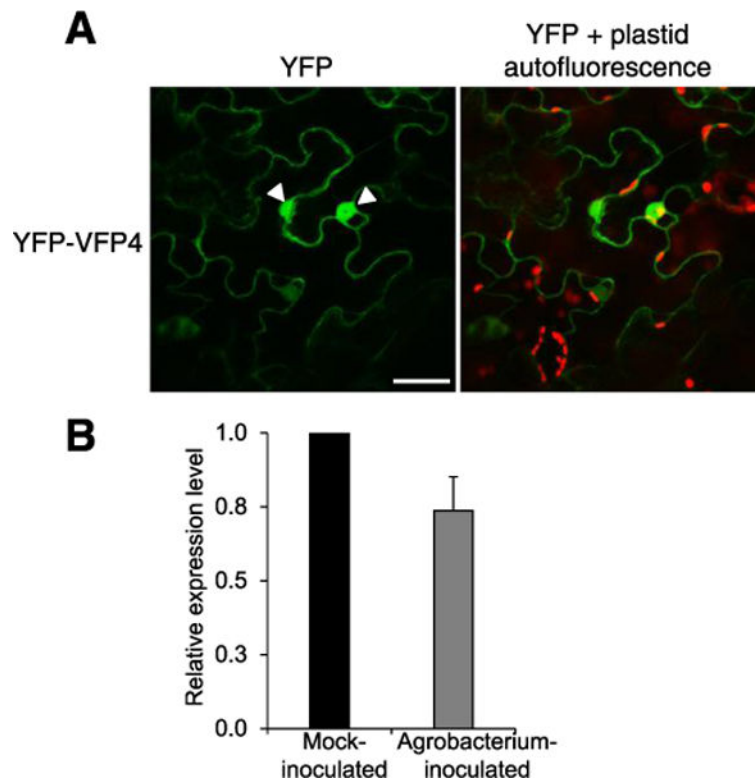 A
YFP
YFP + plastid
autofluorescence
YFP-VFP4
B
Relative expression level
1.0
0.8
0.5
0.3
0.0
Mock-
inoculated
Agrobacterium-
inoculated